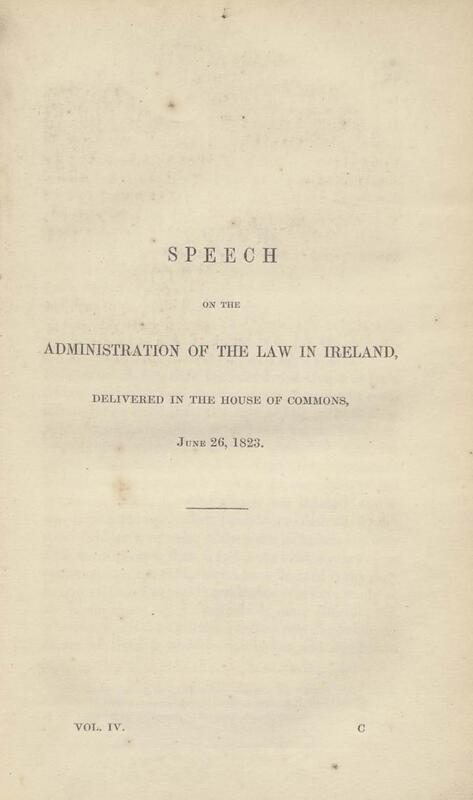 SPEECH
ON THE
ADMINISTRATION OF THE LAW IN IRELAND,
DELIVERED IN THE HOUSE OF COMMONS,
JUNE 26, 1823.
VOL. IV. C